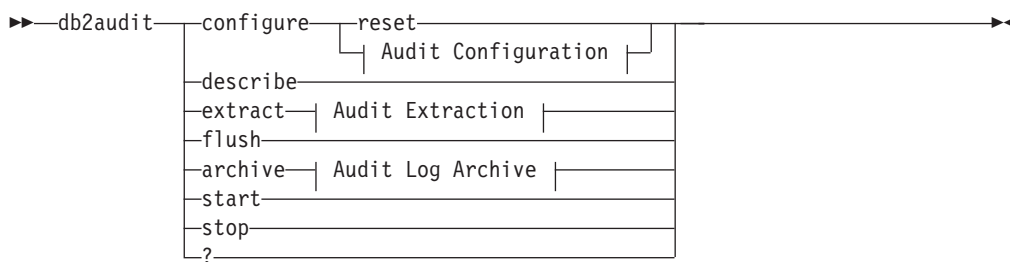 db2audit configure reset
Audit Configuration
describe
extract Audit Extraction
flush
archive Audit Log Archive
start
stop
?